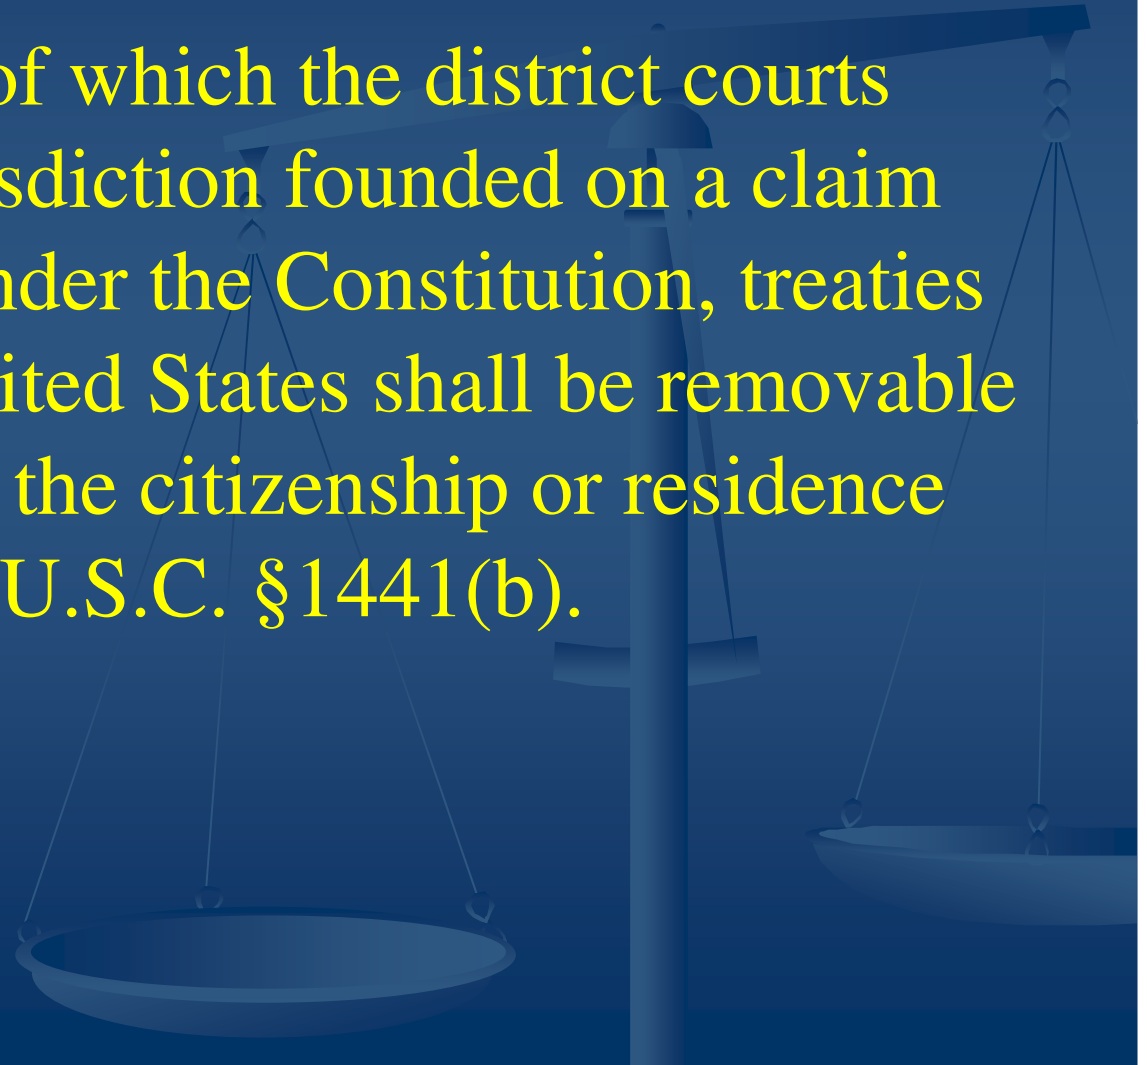 of which the district courts
sdiction founded on a claim
nder the Constitution, treaties
ited States shall be removable
the citizenship or residence
U.S.C. §1441(b).